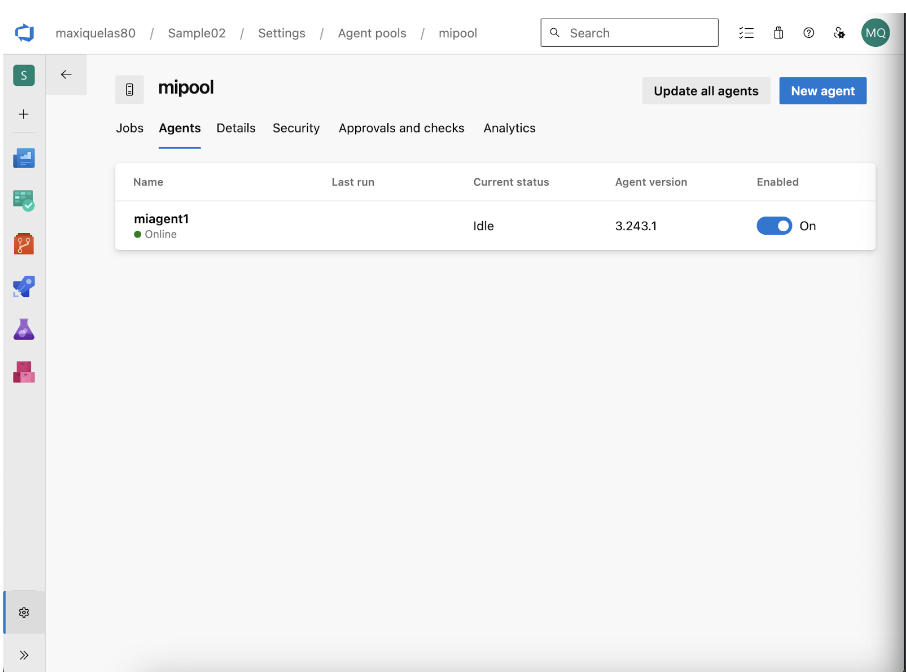 maxiquelas80 / Sample02 / Settings / Agent pools / mipool Search MQ
S
mipool
Update all agents New agent
Jobs Agents Details Security Approvals and checks Analytics
Name Last run Current status Agent version Enabled
miagent1
Online
Idle 3.243.1 On